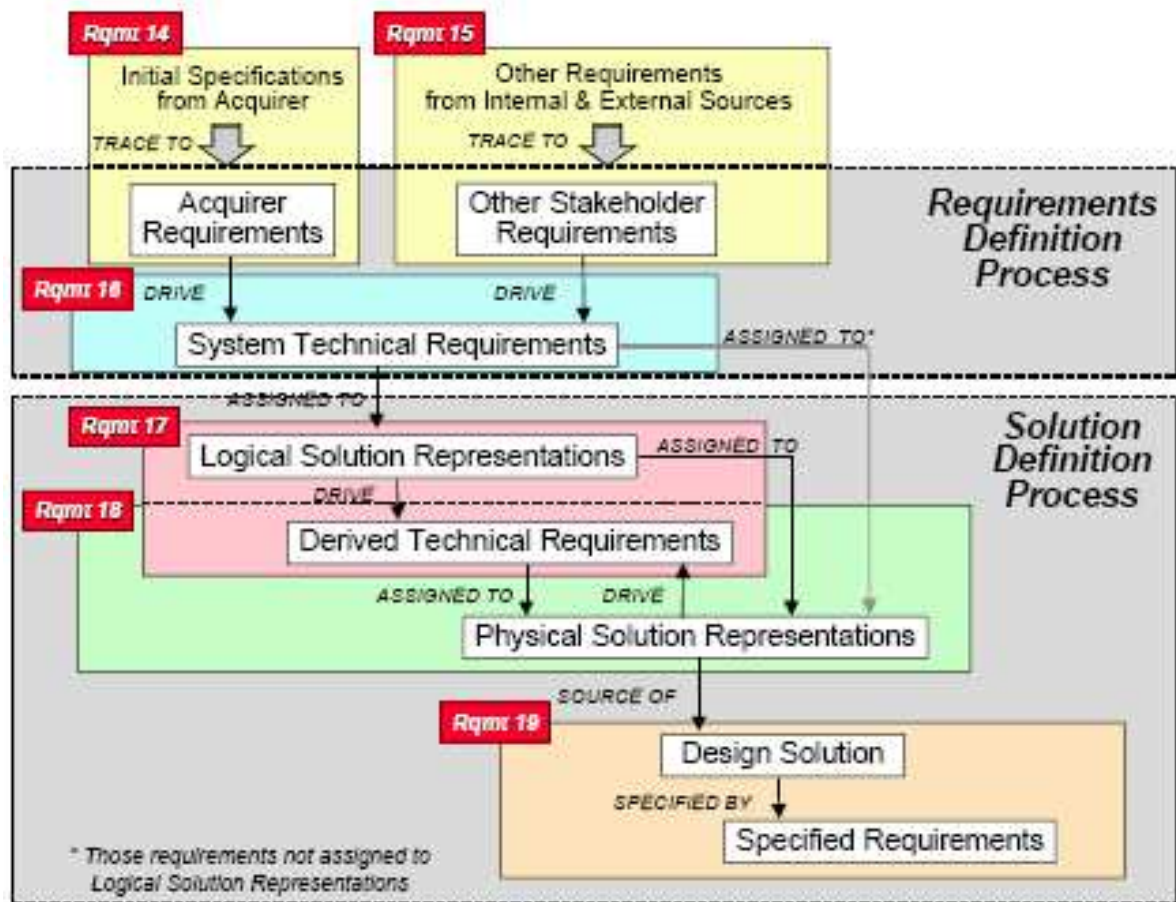 Rqmt 14
Initial Specifications
from Acquirer
TRACE TO
Rqmt 15
Other Requirements
from Internal & External Sources
TRACE TO
Acquirer
Requirements
Other Stakeholder
Requirements
Requirements
Definition
Process
Rqmt 16
DRIVE
DRIVE
System Technical Requirements
ASSIGNED TO*
ASSIGNED TO
Rqmt 17
Logical Solution Representations
ASSIGNED TO
Solution
Definition
Process
DRIVE
Rqmt 18
Derived Technical Requirements
ASSIGNED TO
DRIVE
Physical Solution Representations
SOURCE OF
Rqmt 19
Design Solution
SPECIFIED BY
Specified Requirements
* Those requirements not assigned to
Logical Solution Representations